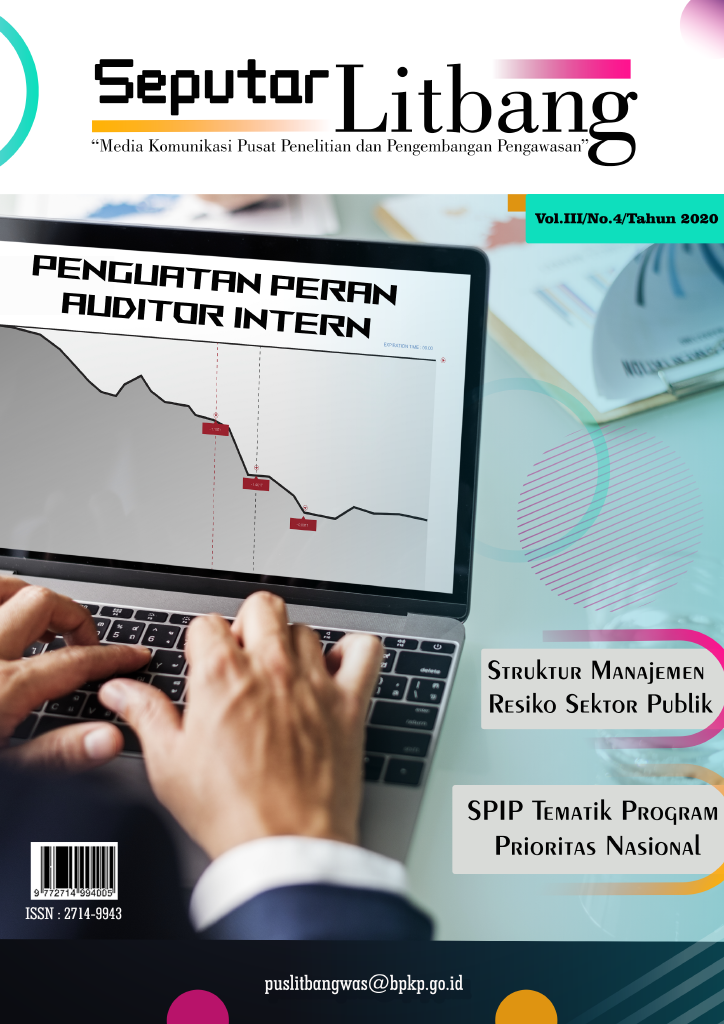 Seputar Litbang
“Media Komunikasi Pusat Penelitian dan Pengembangan Pengawasan”
Vol.III/No.4/Tahun 2020
PENGUATAN PERAN
AUDITOR INTERN
Struktur Manajemen
Resiko Sektor Publik
SPIP Tematik Program
Prioritas Nasional
9 772714 994005
ISSN : 2714-9943
puslitbangwas@bpkp.go.id